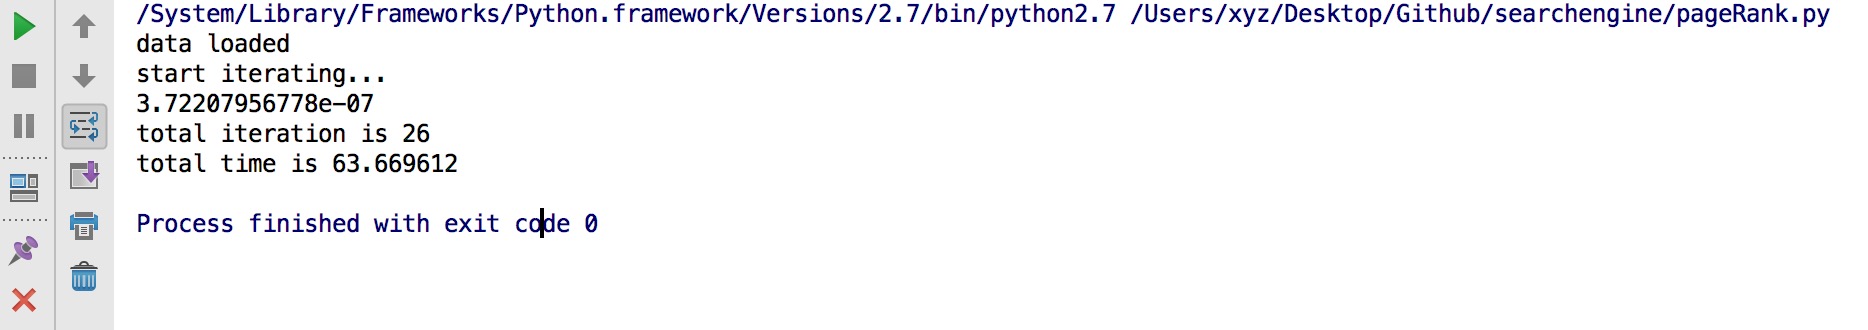 /System/Library/Frameworks/Python.framework/Versions/2.7/bin/python2.7 /Users/xyz/Desktop/Github/searchengine/pageRank.py
data loaded
start iterating...
3.72207956778e-07
total iteration is 26
total time is 63.669612
Process finished with exit code 0